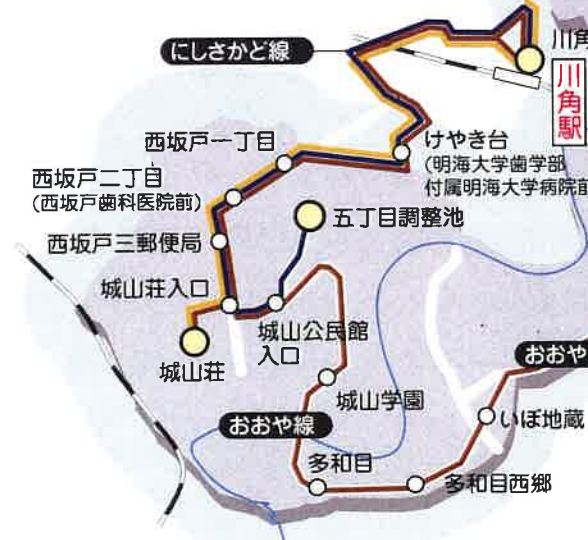 川角
にしさかど線
川角駅
西坂戸一丁目
けやき台
(明海大学歯学部
付属明海大学病院前
西坂戸二丁目
(西坂戸歯科医院前)
五丁目調整池
西坂戸三郵便局
城山荘入口
城山公民館
入口
城山荘
おおや
城山学園
おおや線
いぼ地蔵
多和目
多和目西郷